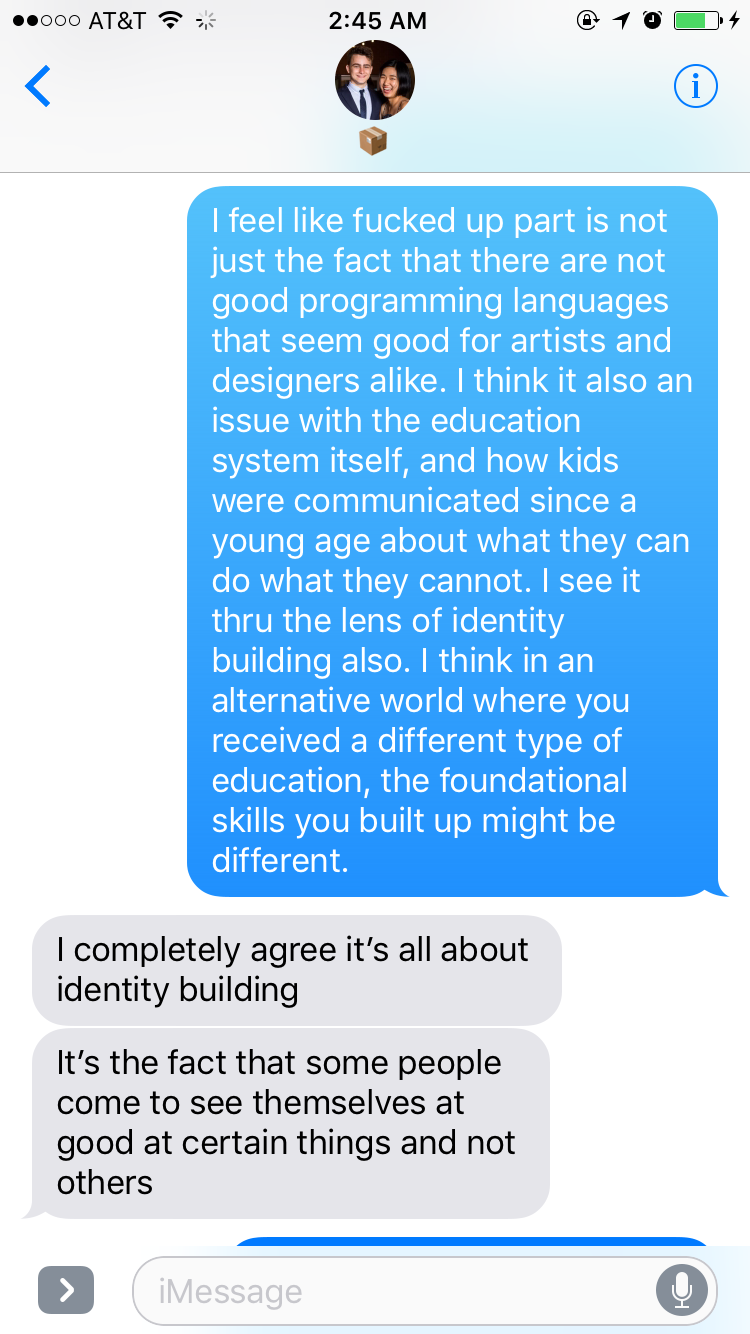 AT&T 2:45 AM
I feel like fucked up part is not
just the fact that there are not
good programming languages
that seem good for artists and
designers alike. I think it also an
issue with the education
system itself, and how kids
were communicated since a
young age about what they can
do what they cannot. I see it
thru the lens of identity
building also. I think in an
alternative world where you
received a different type of
education, the foundational
skills you built up might be
different.
I completely agree it’s all about
identity building
It’s the fact that some people
come to see themselves at
good at certain things and not
others
iMessage